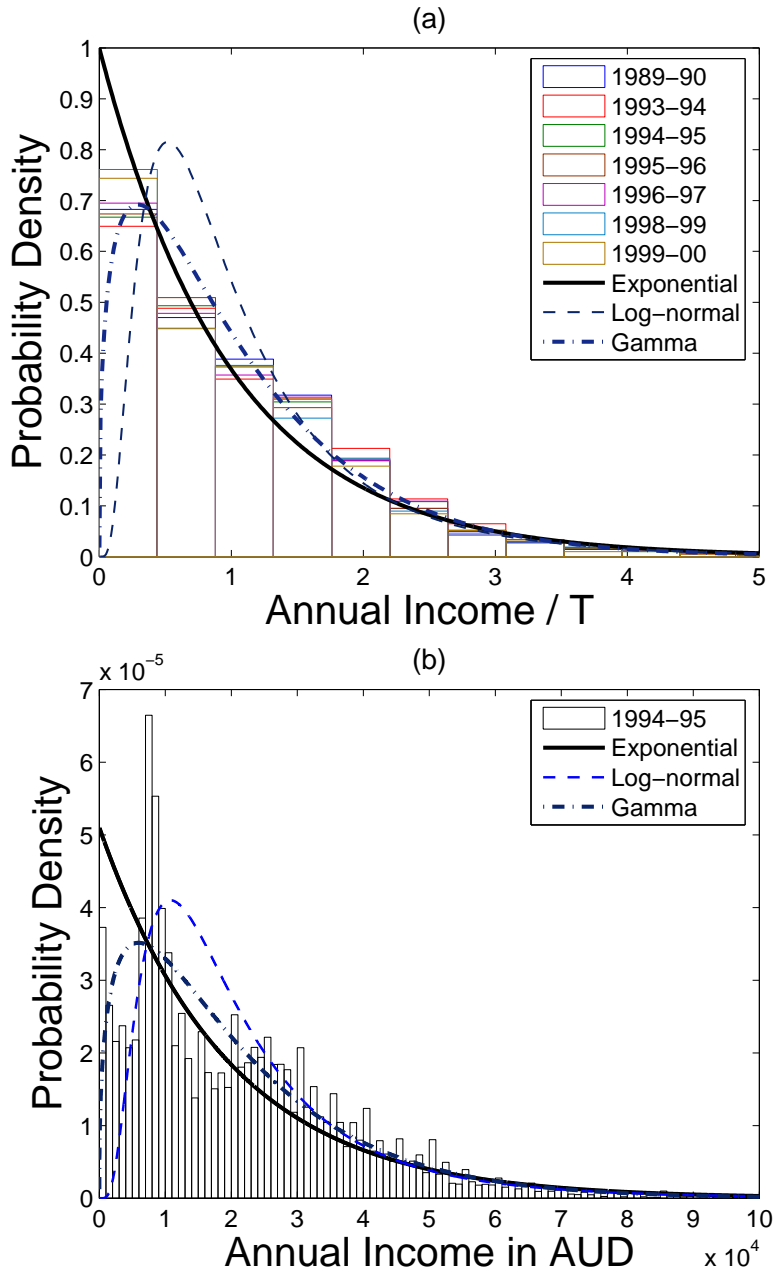 (a)
1
0.9
0.8
0.7
0.6
0.5
0.4
0.3
0.2
0.1
0
Probability Density
1989−90
1993−94
1994−95
1995−96
1996−97
1998−99
1999−00
Exponential
Log−normal
Gamma
0 1 2 3 4 5
Annual Income / T
(b)
x 10⁻⁵
7
6
5
4
3
2
1
0
Probability Density
1994−95
Exponential
Log−normal
Gamma
0 1 2 3 4 5 6 7 8 9 10
Annual Income in AUD
x 10⁴